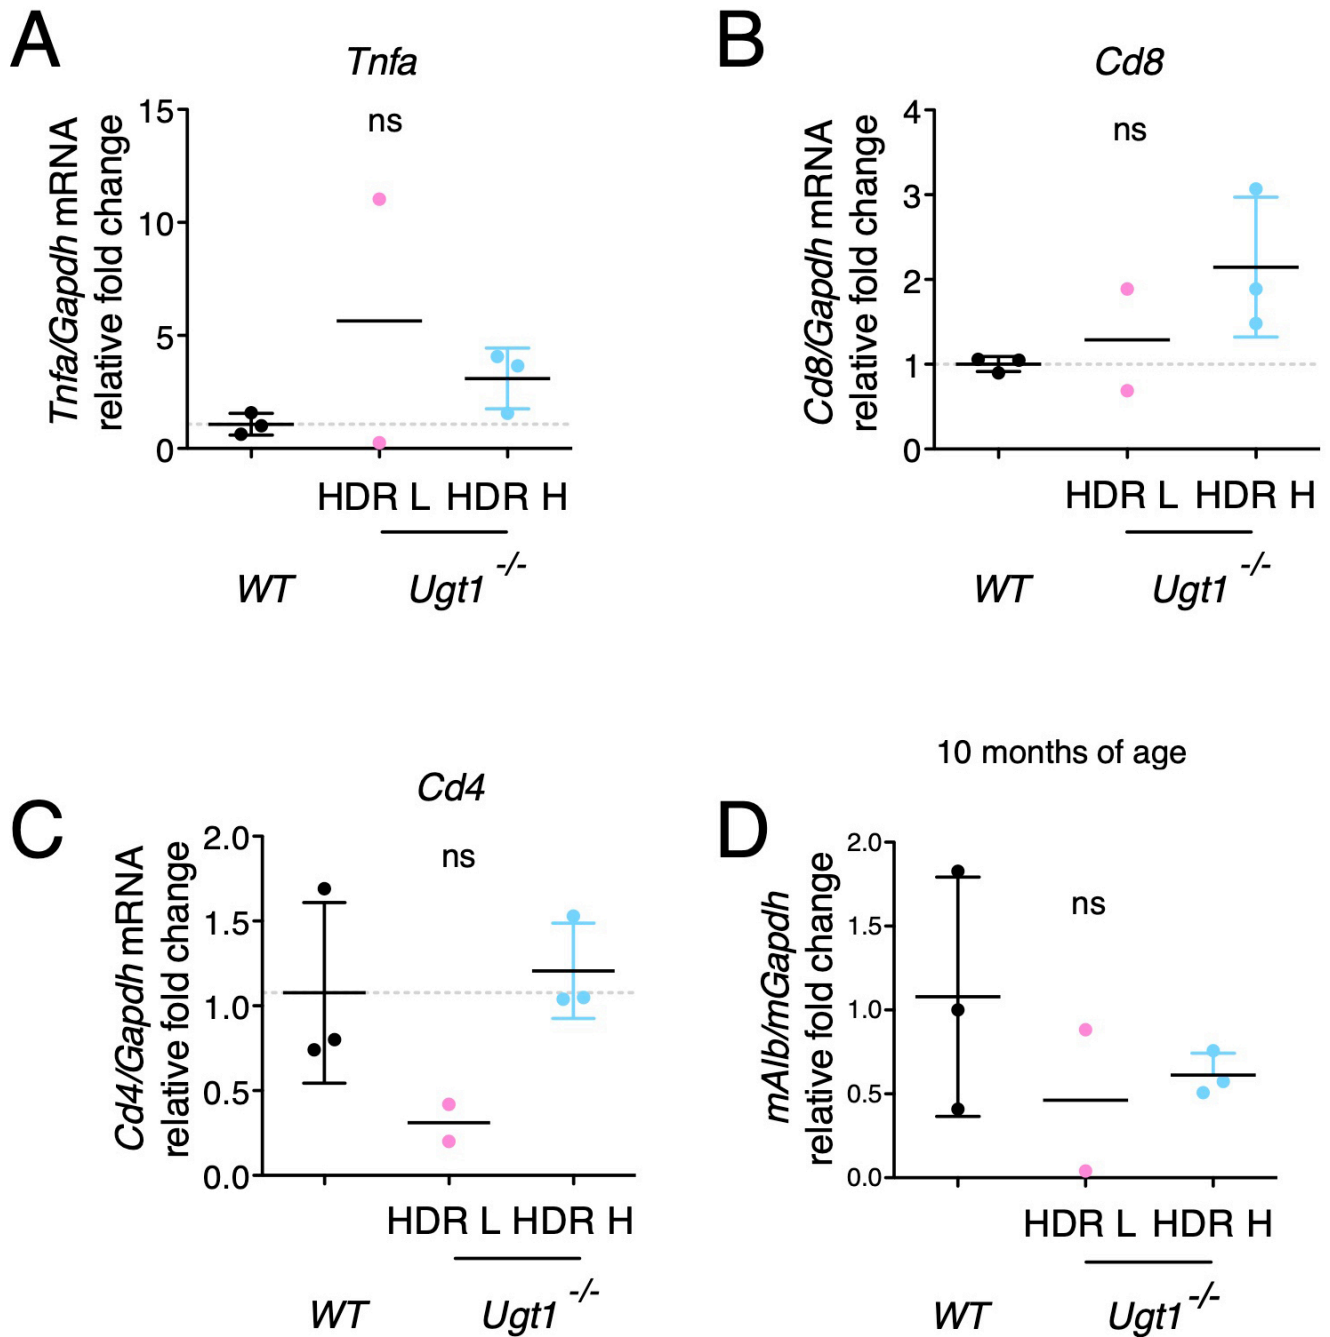 A
Tnfa
Tnfa/Gapdh mRNA
relative fold change
15
10
5
0
ns
HDR L HDR H
WT
Ugt1 -/-
B
Cd8
Cd8/Gapdh mRNA
relative fold change
4
3
2
1
0
ns
HDR L HDR H
WT
Ugt1 -/-
C
Cd4
Cd4/Gapdh mRNA
relative fold change
2.0
1.5
1.0
0.5
0.0
ns
HDR L HDR H
WT
Ugt1 -/-
10 months of age
D
mAlb/mGapdh
relative fold change
2.0
1.5
1.0
0.5
0.0
ns
HDR L HDR H
WT
Ugt1 -/-